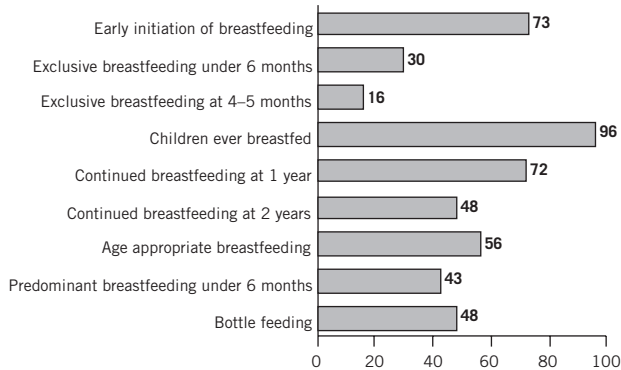 Early initiation of breastfeeding 73
Exclusive breastfeeding under 6 months 30
Exclusive breastfeeding at 4–5 months 16
Children ever breastfed 96
Continued breastfeeding at 1 year 72
Continued breastfeeding at 2 years 48
Age appropriate breastfeeding 56
Predominant breastfeeding under 6 months 43
Bottle feeding 48
0 20 40 60 80 100